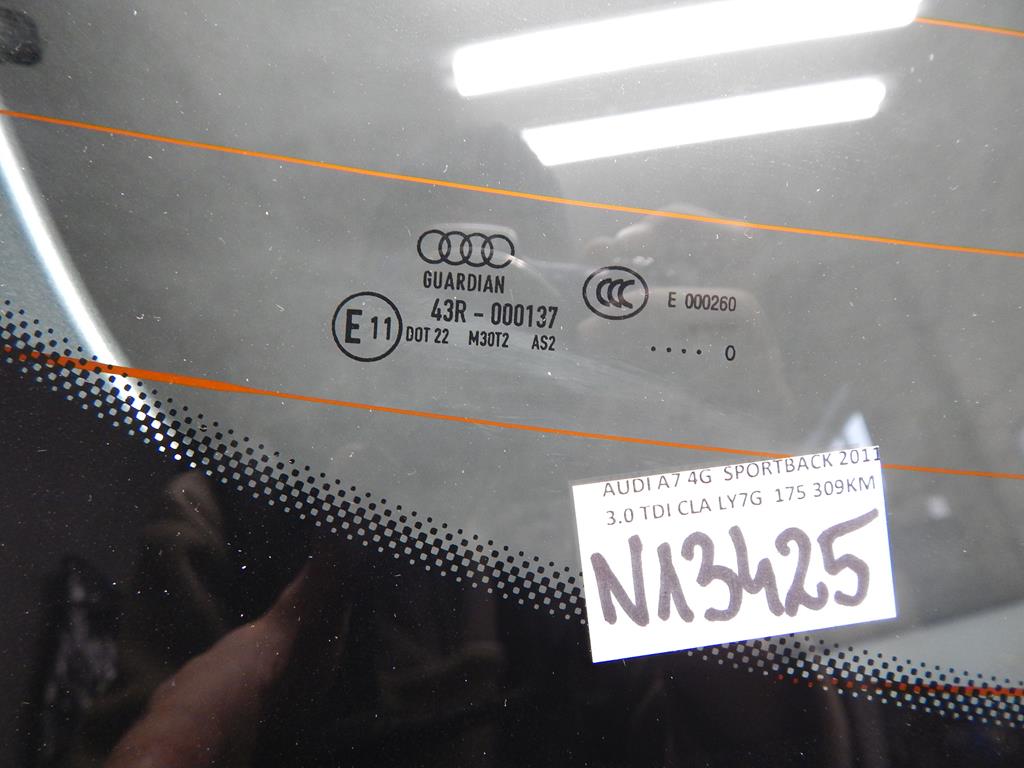 GUARDIAN
43R - 000137
E 11 DOT 22 M30T2 AS2
CCC E 000260
.... 0
AUDI A7 4G SPORTBACK 2011
3.0 TDI CLA LY7G 175 309KM
N13425